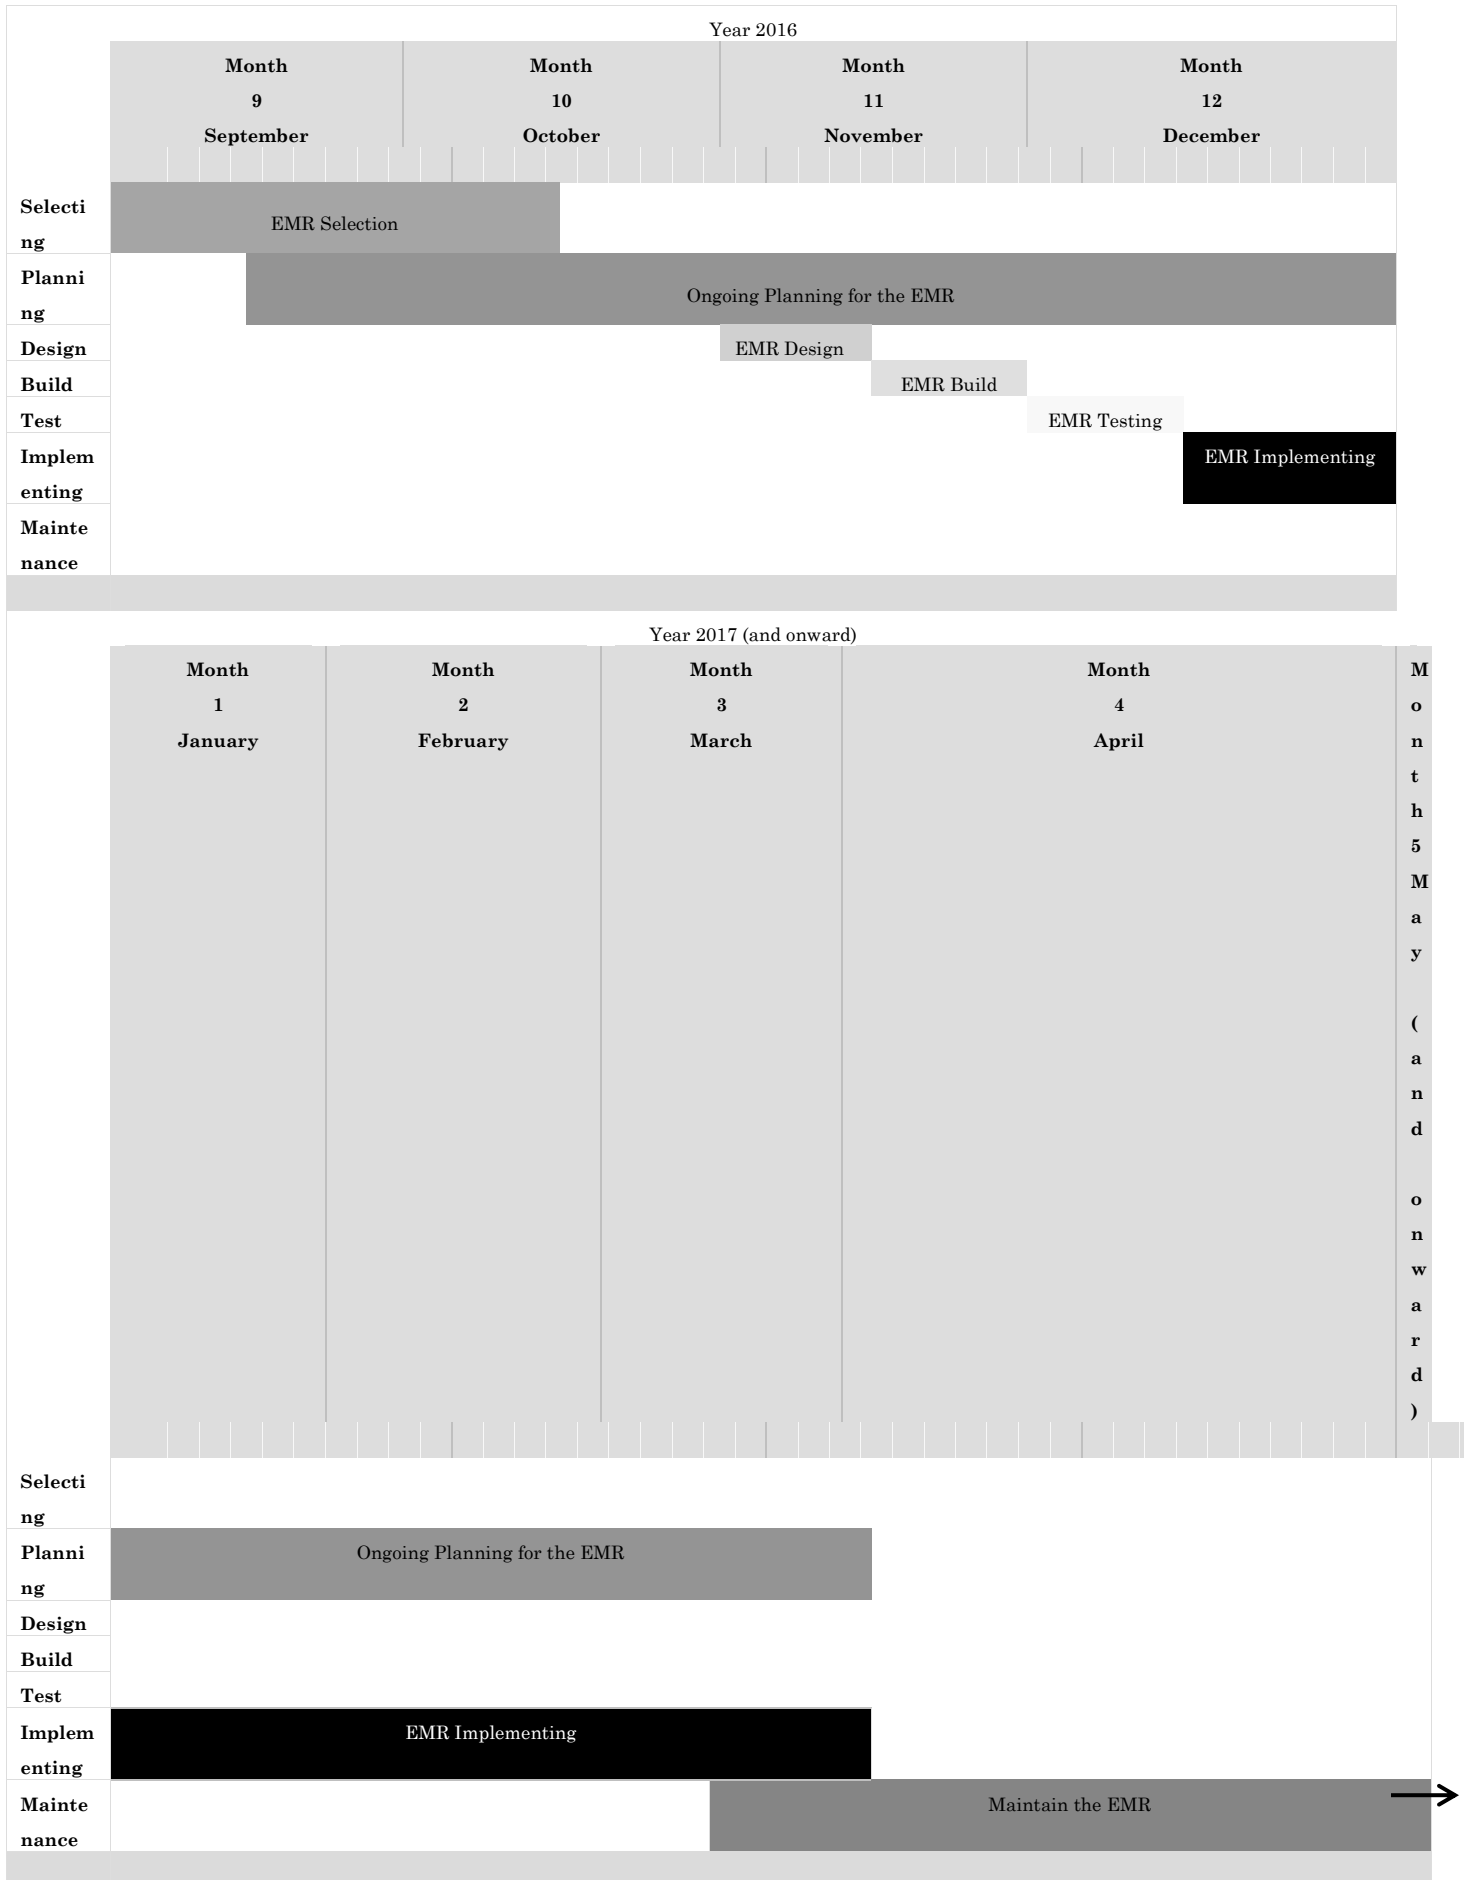 Year 2016
Month Month Month Month
9 10 11 12
September October November December
Selecti
ng
EMR Selection
Planni
ng
Ongoing Planning for the EMR
Design EMR Design
Build EMR Build
Test EMR Testing
Implem EMR Implementing
enting
Mainte
nance
Year 2017 (and onward)
Month Month Month Month M
1 2 3 4 o
January February March April n
t
h
5
M
a
y
(
a
n
d
o
n
w
a
r
d
)
Selecti
ng
Planni Ongoing Planning for the EMR
ng
Design
Build
Test
Implem EMR Implementing
enting
Mainte Maintain the EMR
nance